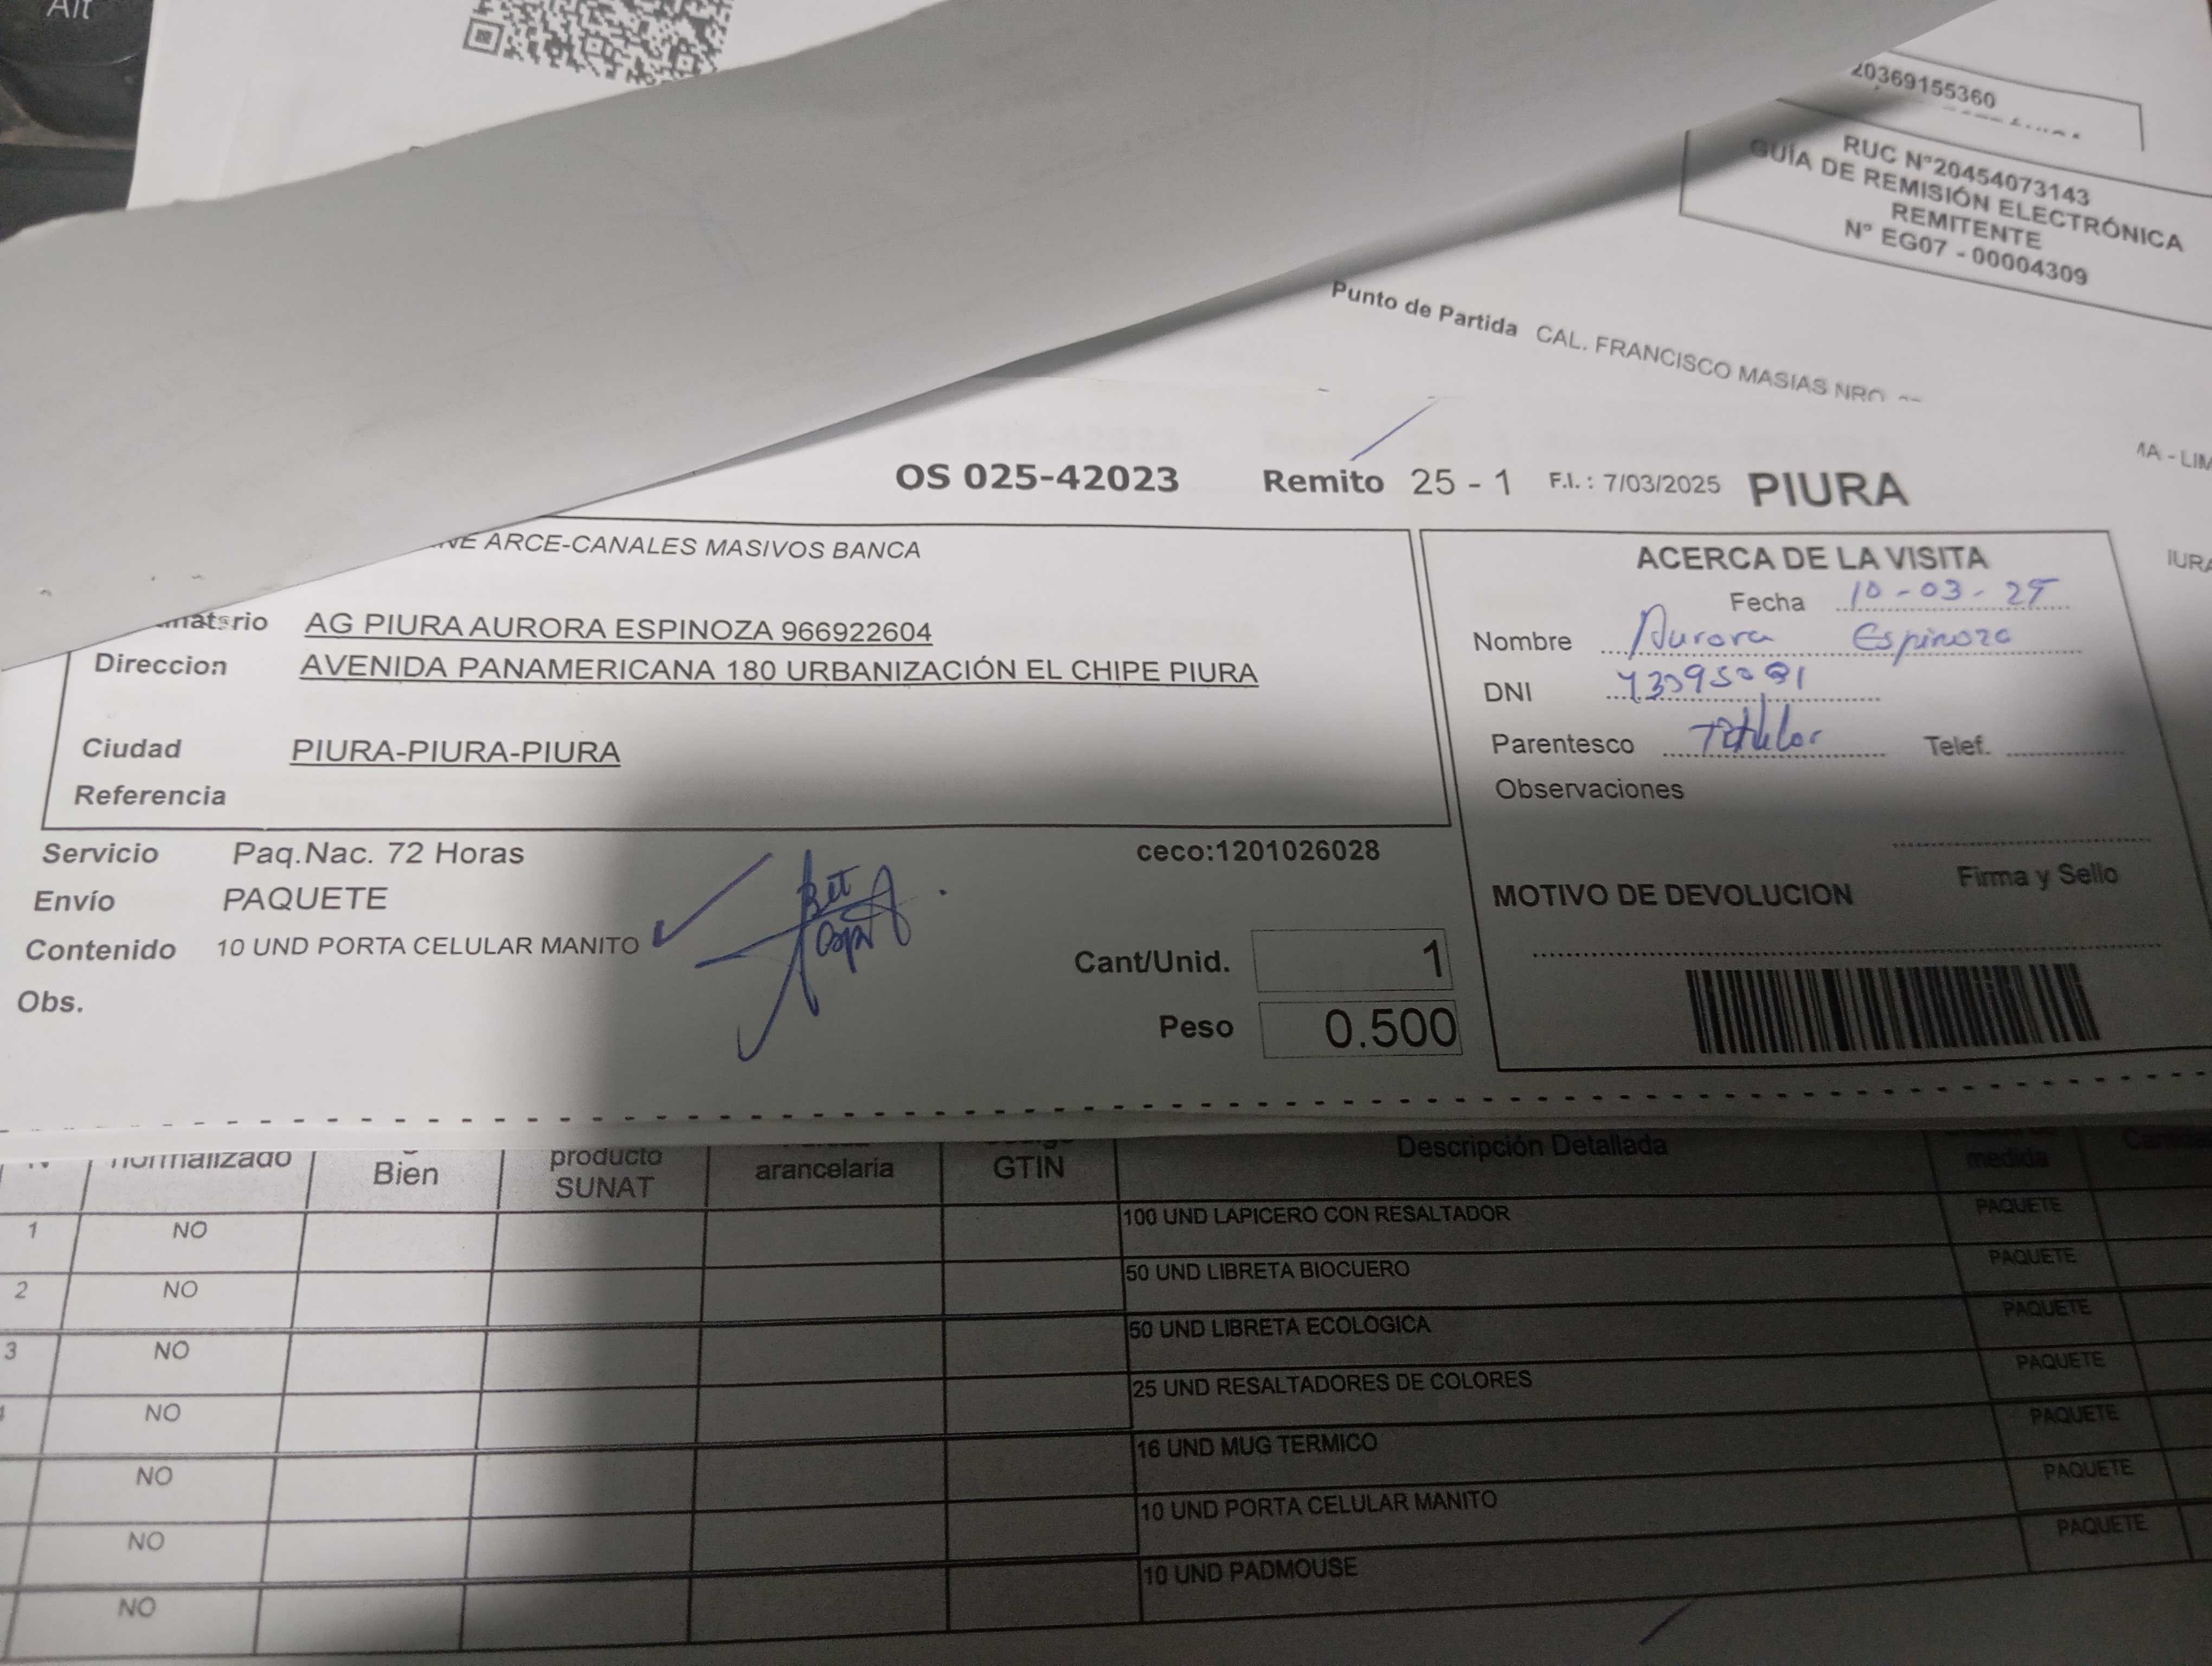 Alt
20369155360
RUC N°20454073143
GUÍA DE REMISIÓN ELECTRÓNICA
REMITENTE
N° EG07 - 00004309
Punto de Partida CAL. FRANCISCO MASIAS NRO
MA - LIM
IURA
OS 025-42023 Remito 25 - 1 F.I. : 7/03/2025 PIURA
ARCE-CANALES MASIVOS BANCA
AG PIURA AURORA ESPINOZA 966922604
Direccion AVENIDA PANAMERICANA 180 URBANIZACIÓN EL CHIPE PIURA
Ciudad PIURA-PIURA-PIURA
Referencia
ACERCA DE LA VISITA
Fecha 10-03-25
Nombre Aurora Espinoza
DNI
Parentesco Titular Telef.
Observaciones
Firma y Sello
MOTIVO DE DEVOLUCION
Servicio Paq.Nac. 72 Horas
ceco:1201026028
Envío PAQUETE
Contenido 10 UND PORTA CELULAR MANITO
Obs.
Cant/Unid. 1
Peso 0.500
normalizado Bien producto SUNAT arancelaria GTIN Descripción Detallada medida
1 NO 100 UND LAPICERO CON RESALTADOR PAQUETE
2 NO 50 UND LIBRETA BIOCUERO PAQUETE
3 NO 50 UND LIBRETA ECOLOGICA PAQUETE
NO 25 UND RESALTADORES DE COLORES PAQUETE
NO 16 UND MUG TERMICO PAQUETE
NO 10 UND PORTA CELULAR MANITO PAQUETE
NO 10 UND PADMOUSE PAQUETE